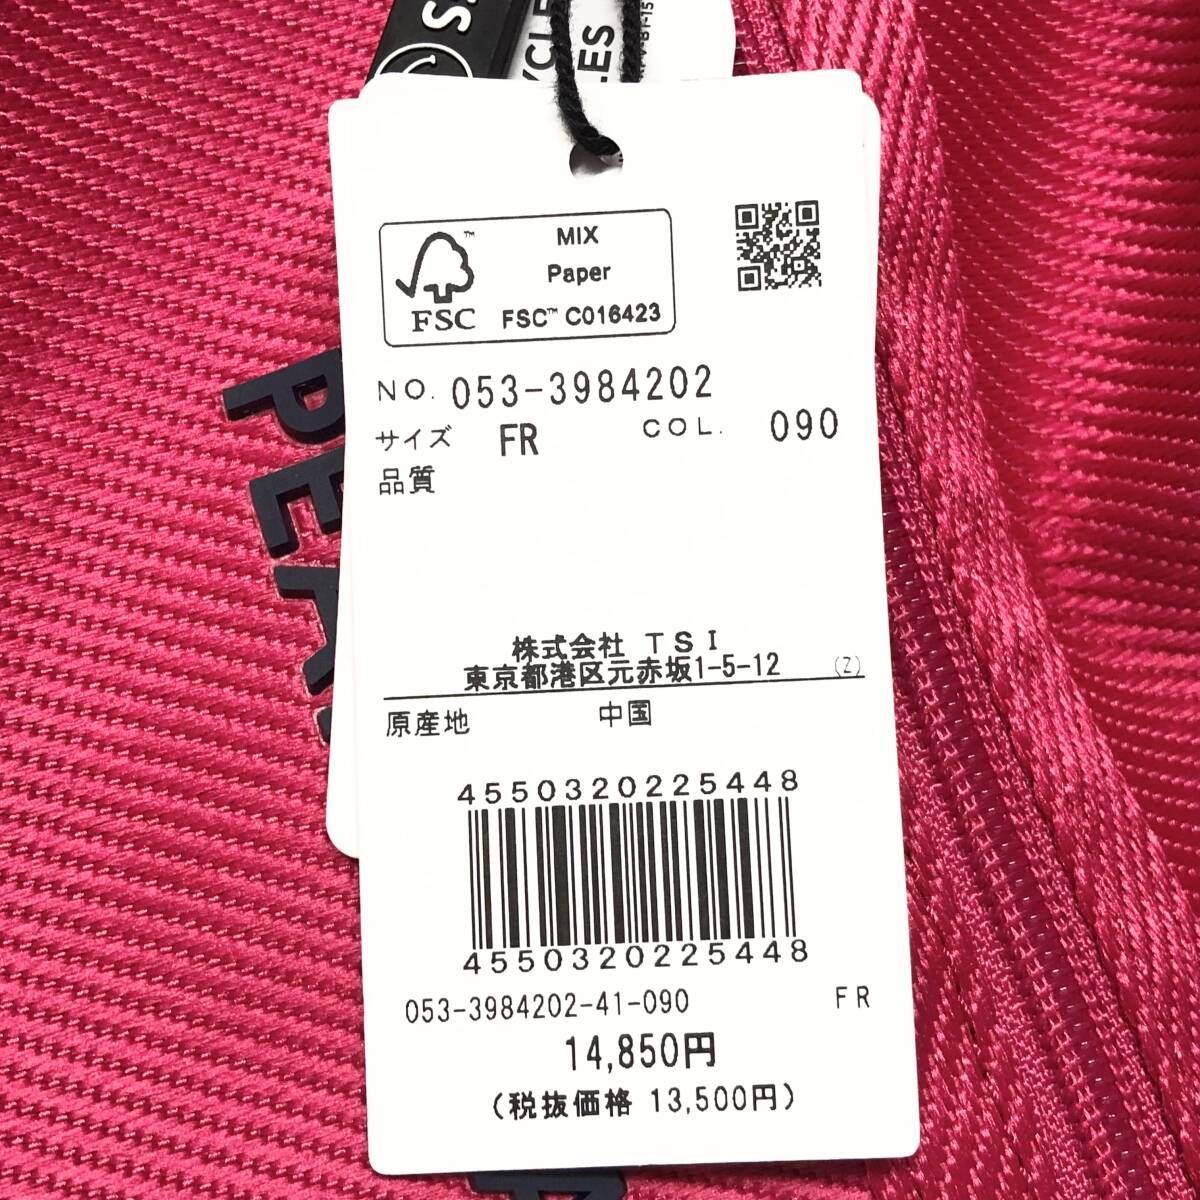 YCLE
LES
MIX
Paper
FSC
FSC™ C016423
NO. 053-3984202
サイズ FR COL. 090
品質
PEA
株式会社 TSI
東京都港区元赤坂1-5-12 (Z)
原産地 中国
4550320225448
4550320225448
053-3984202-41-090 FR
14,850円
(税抜価格 13,500円)